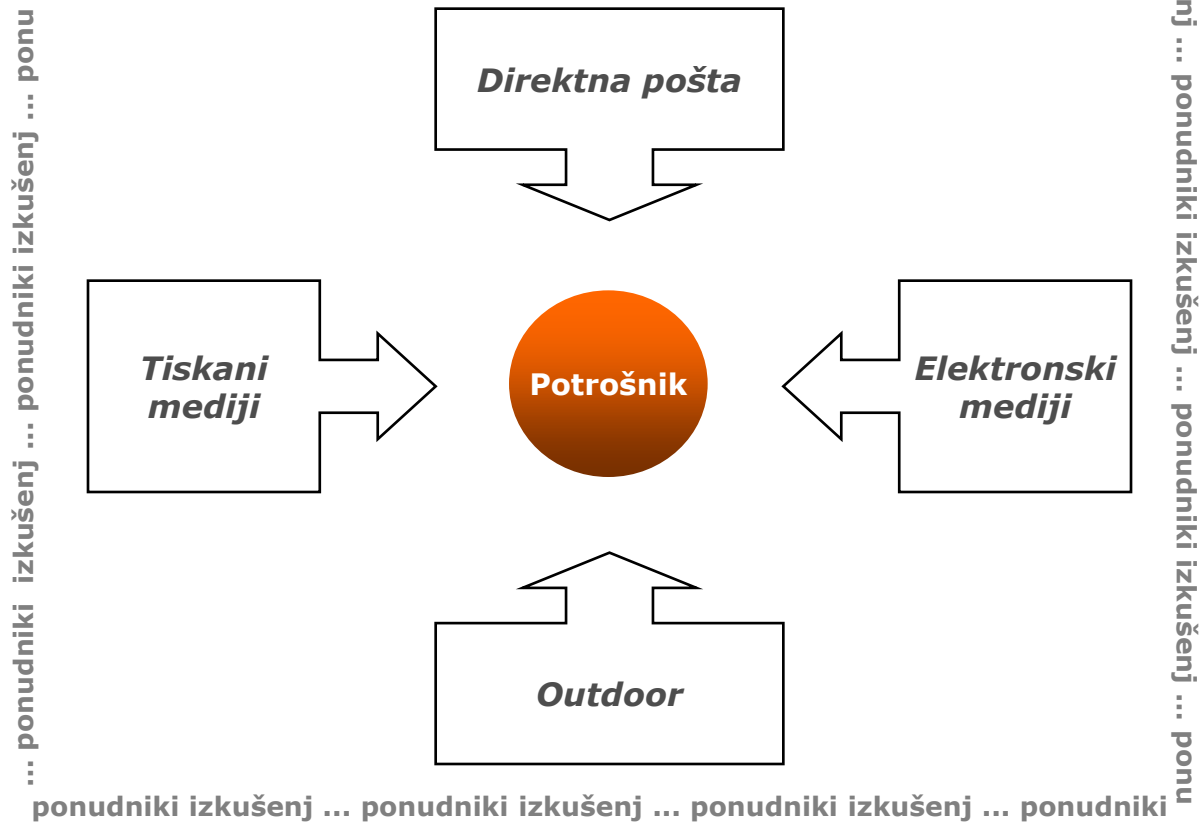 ... ponudniki izkušenj ... ponudniki izkušenj ... ponu
Direktna pošta
nj ... ponudniki izkušenj ... ponudniki izkušenj ... ponu
Tiskani
mediji
Potrošnik
Elektronski
mediji
Outdoor
ponudniki izkušenj ... ponudniki izkušenj ... ponudniki izkušenj ... ponudniki